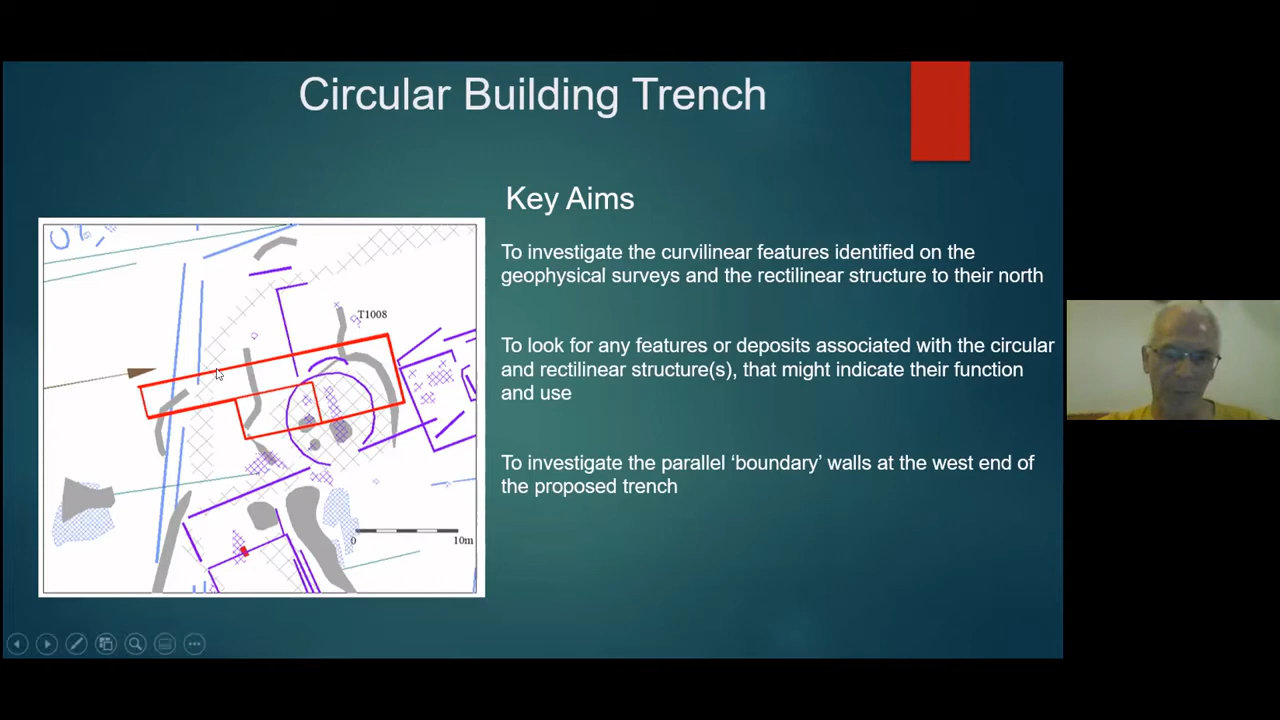 Circular Building Trench
Key Aims
To investigate the curvilinear features identified on the
geophysical surveys and the rectilinear structure to their north
To look for any features or deposits associated with the circular
and rectilinear structure(s), that might indicate their function
and use
To investigate the parallel ‘boundary’ walls at the west end of
the proposed trench
T1008
0 10m